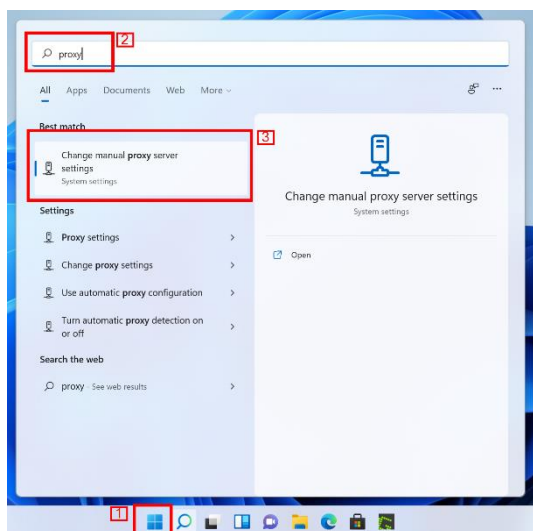 2
proxy
All Apps Documents Web More
Best match
3
Change manual proxy server
settings
System settings
Change manual proxy server settings
System settings
Settings
Proxy settings
Open
Change proxy settings
Use automatic proxy configuration
Turn automatic proxy detection on
or off
Search the web
proxy - See web results
1